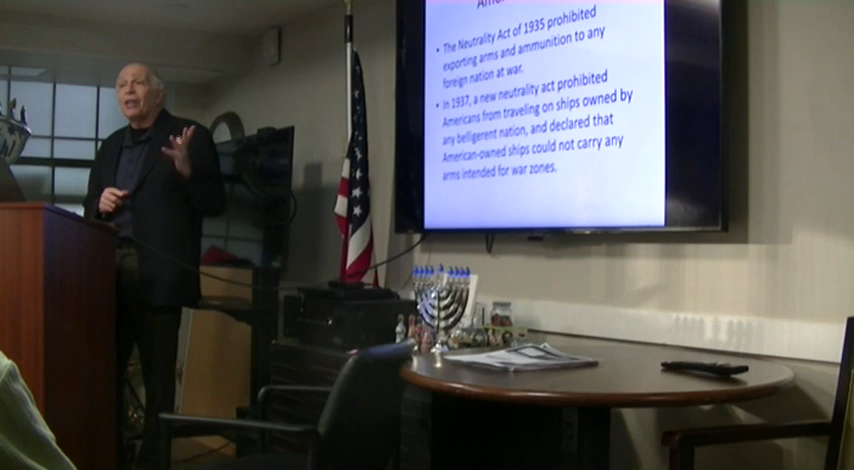 • The Neutrality Act of 1935 prohibited
exporting arms and ammunition to any
foreign nation at war.
• In 1937, a new neutrality act prohibited
Americans from traveling on ships owned by
any belligerent nation, and declared that
American-owned ships could not carry any
arms intended for war zones.